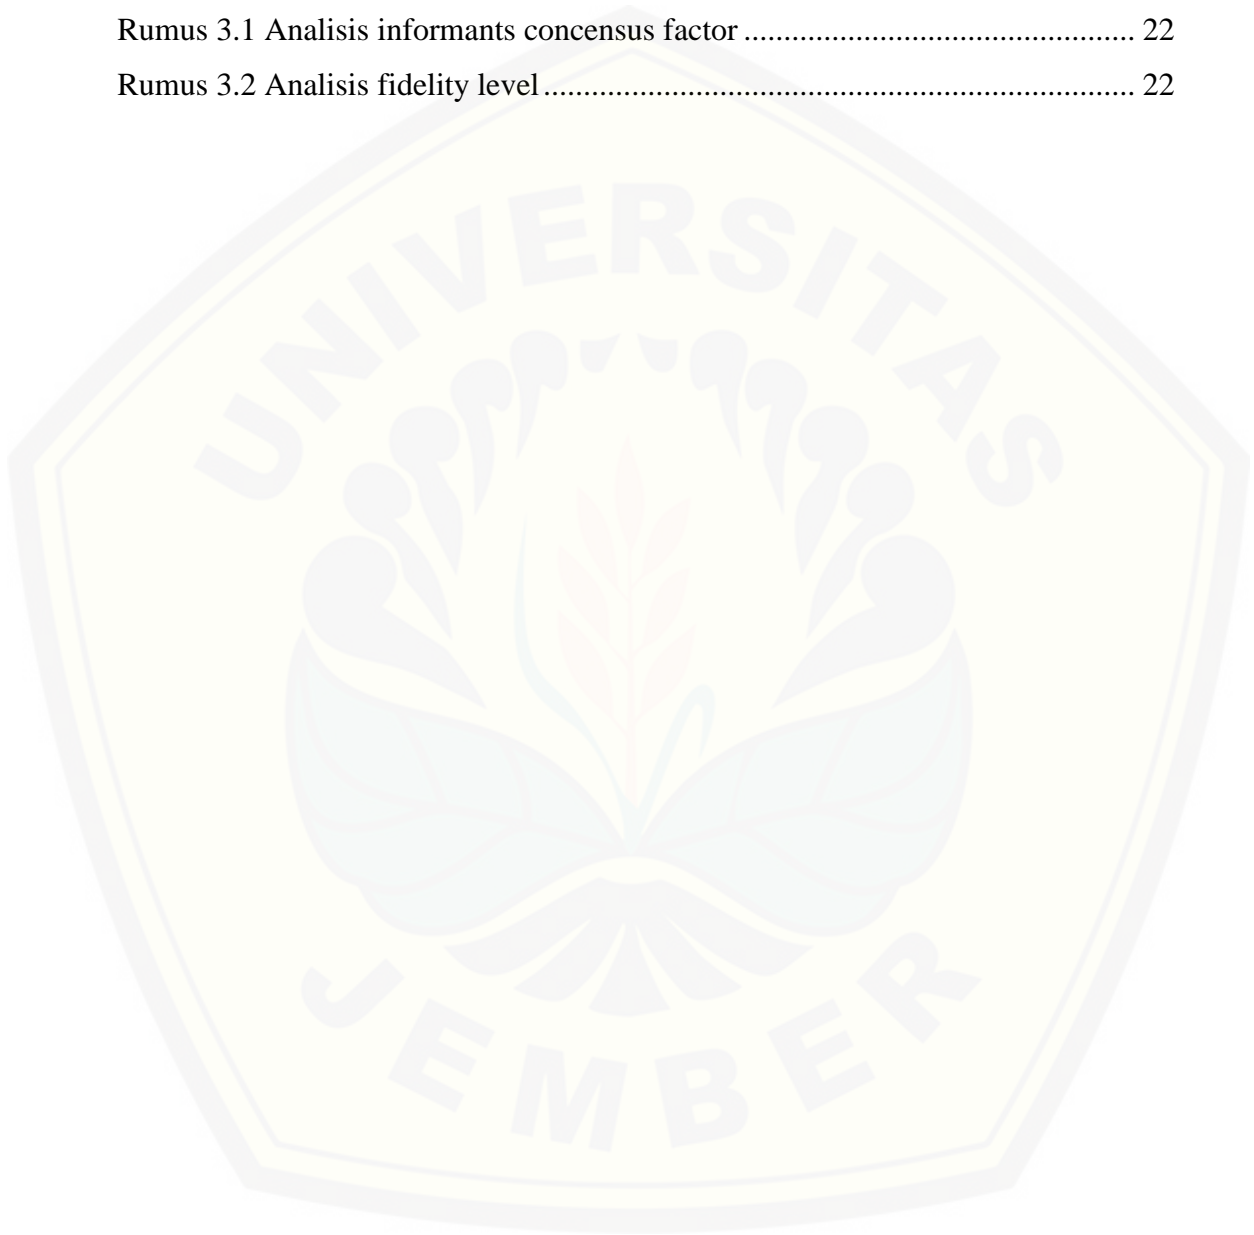 Rumus 3.1 Analisis informants concensus factor ................................................ 22
Rumus 3.2 Analisis fidelity level......................................................................... 22
UNIVERSITAS
JEMBER